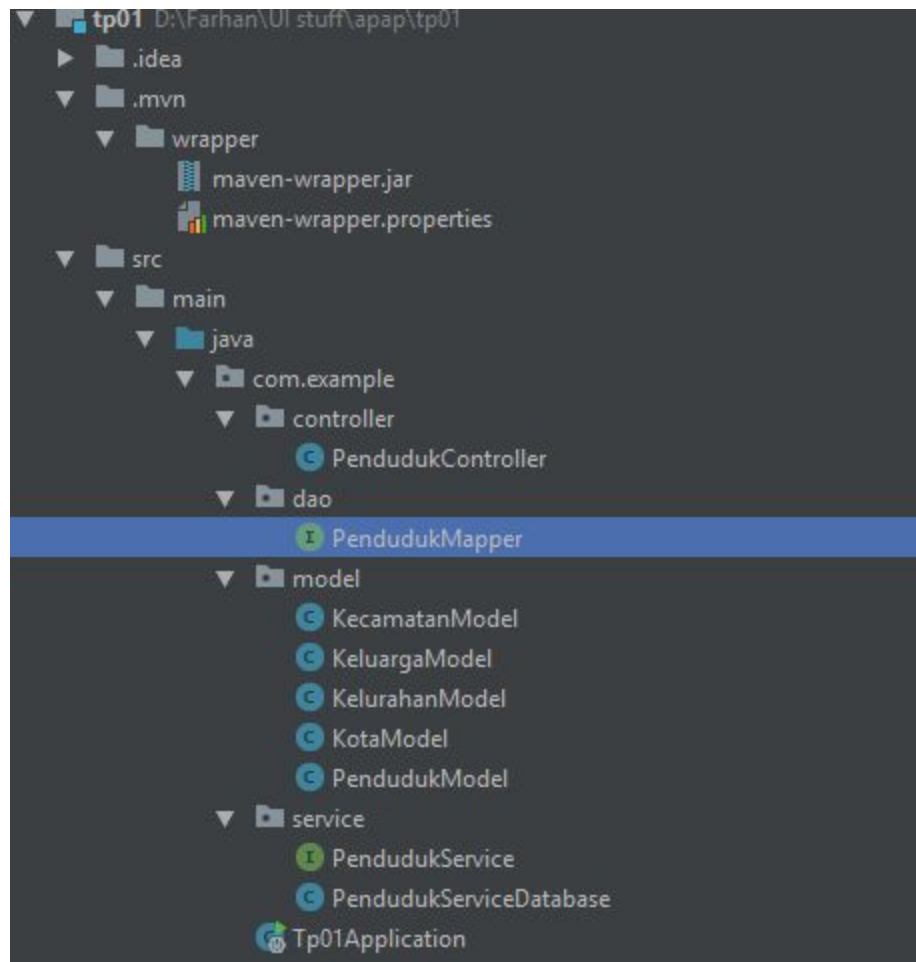 tp01 D:\Farhan\UI stuff\apap\tp01
.idea
.mvn
wrapper
maven-wrapper.jar
maven-wrapper.properties
src
main
java
com.example
controller
C PendudukController
dao
I PendudukMapper
model
C KecamatanModel
C KeluargaModel
C KelurahanModel
C KotaModel
C PendudukModel
service
I PendudukService
C PendudukServiceDatabase
Tp01Application